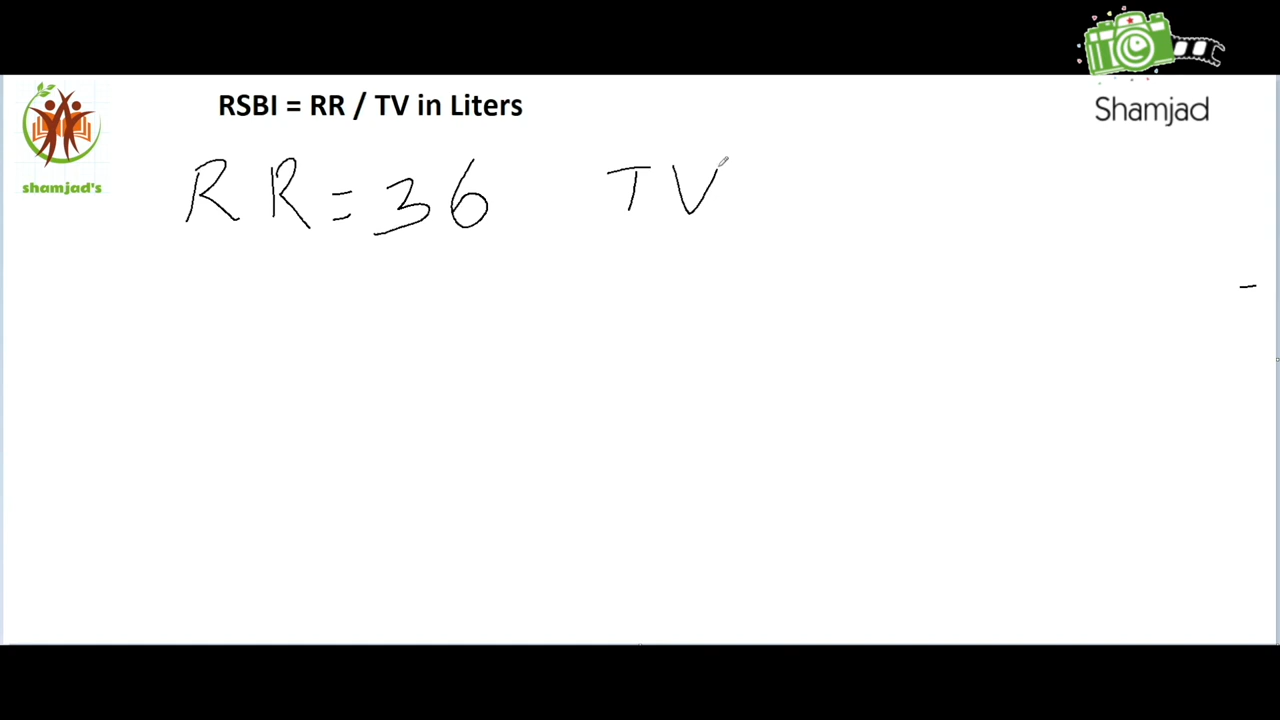 Shamjad
RSBI = RR / TV in Liters
shamjad's
RR = 36 TV